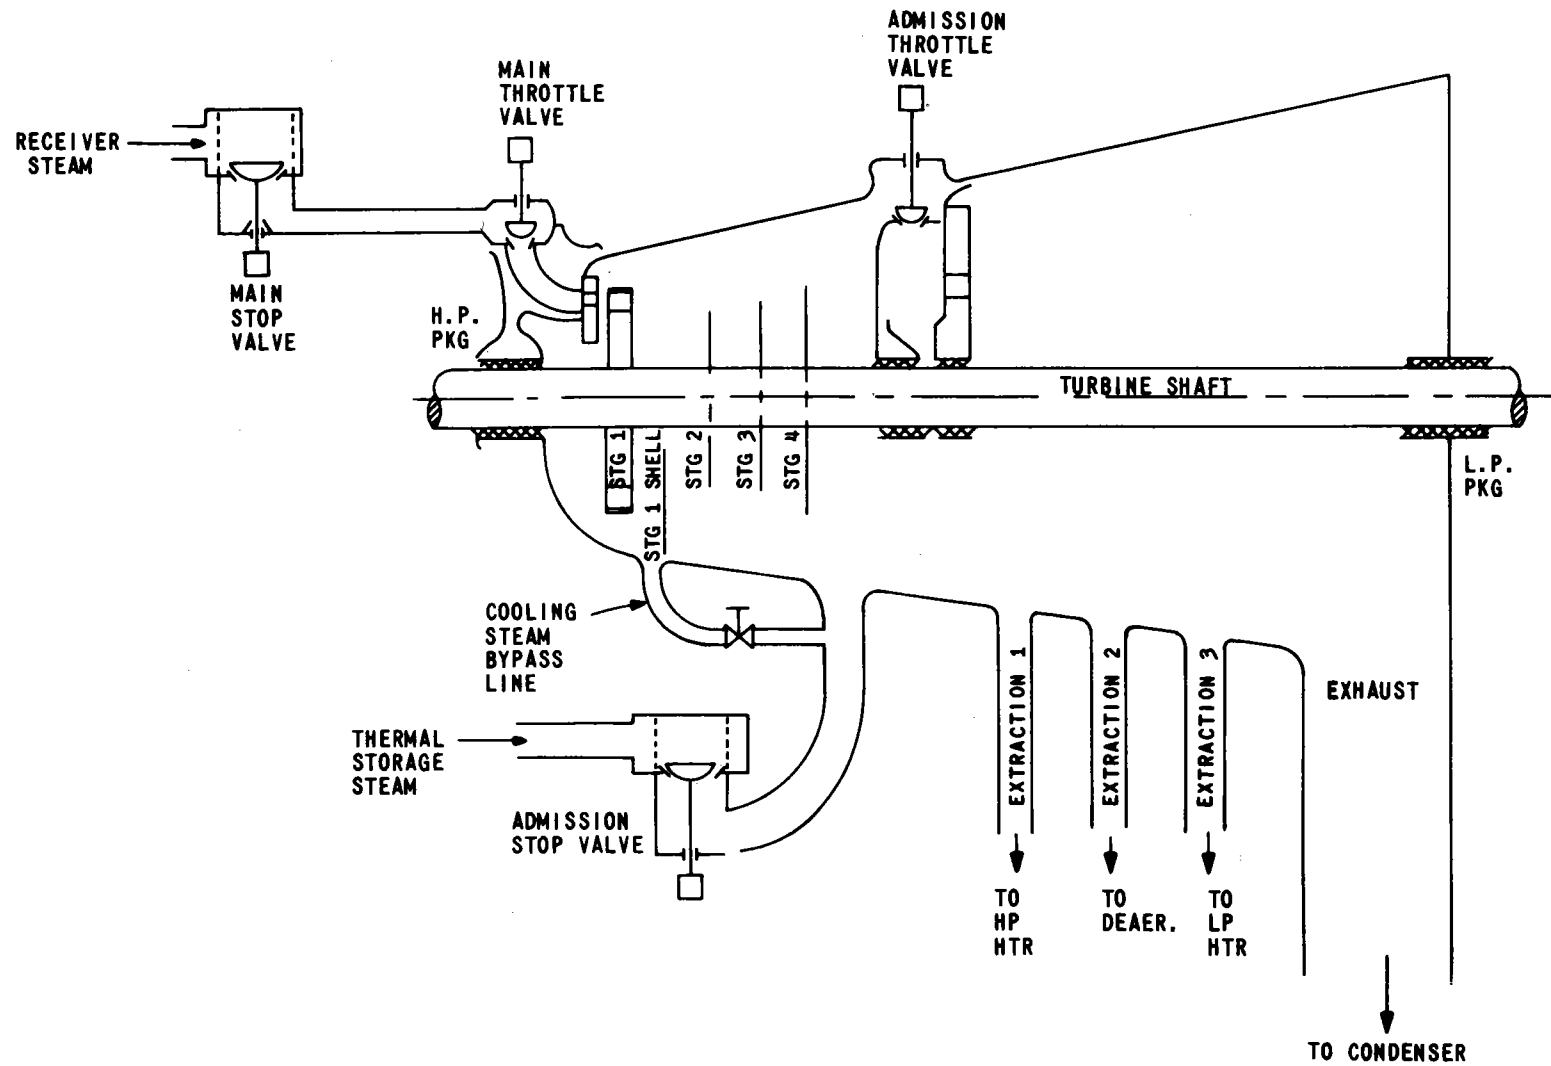 ADMISSION
THROTTLE
VALVE
MAIN
THROTTLE
VALVE
RECEIVER
STEAM
MAIN
STOP
VALVE
H.P.
PKG
TURBINE SHAFT
STG 1
STG 1 SHELL
STG 2
STG 3
STG 4
L.P.
PKG
COOLING
STEAM
BYPASS
LINE
THERMAL
STORAGE
STEAM
ADMISSION
STOP VALVE
EXTRACTION 1
EXTRACTION 2
EXTRACTION 3
EXHAUST
TO
HP
HTR
TO
DEAER.
TO
LP
HTR
TO CONDENSER